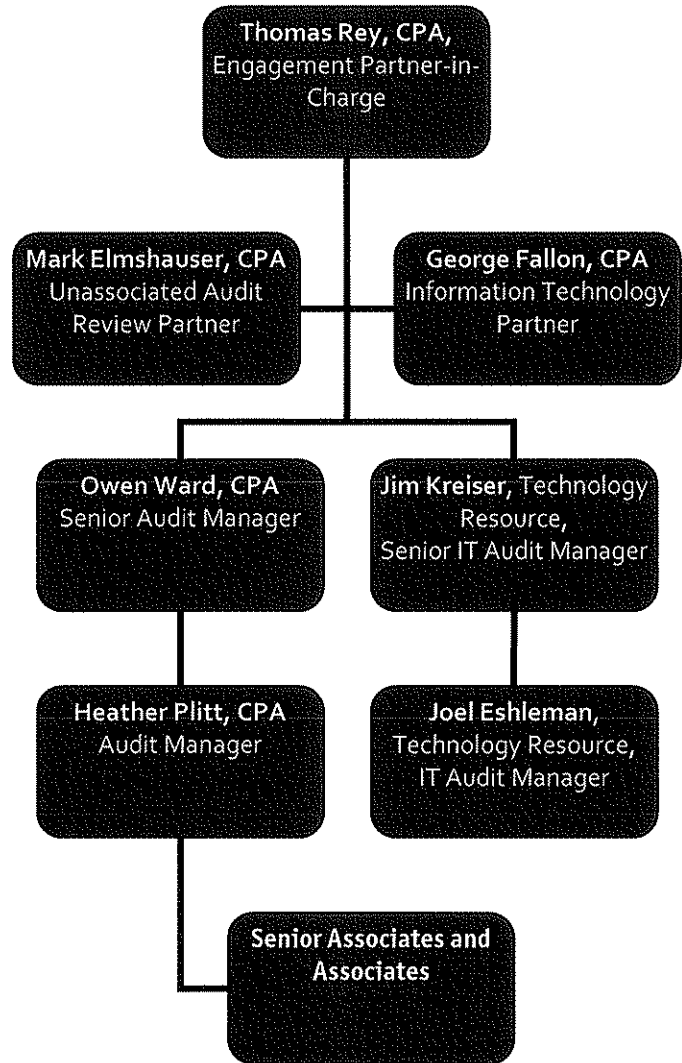 Thomas Rey, CPA,
Engagement Partner-in-
Charge
Mark Elmshauser, CPA
Unassociated Audit
Review Partner
George Fallon, CPA
Information Technology
Partner
Owen Ward, CPA
Senior Audit Manager
Jim Kreiser, Technology
Resource,
Senior IT Audit Manager
Heather Plitt, CPA
Audit Manager
Joel Eshleman,
Technology Resource,
IT Audit Manager
Senior Associates and
Associates